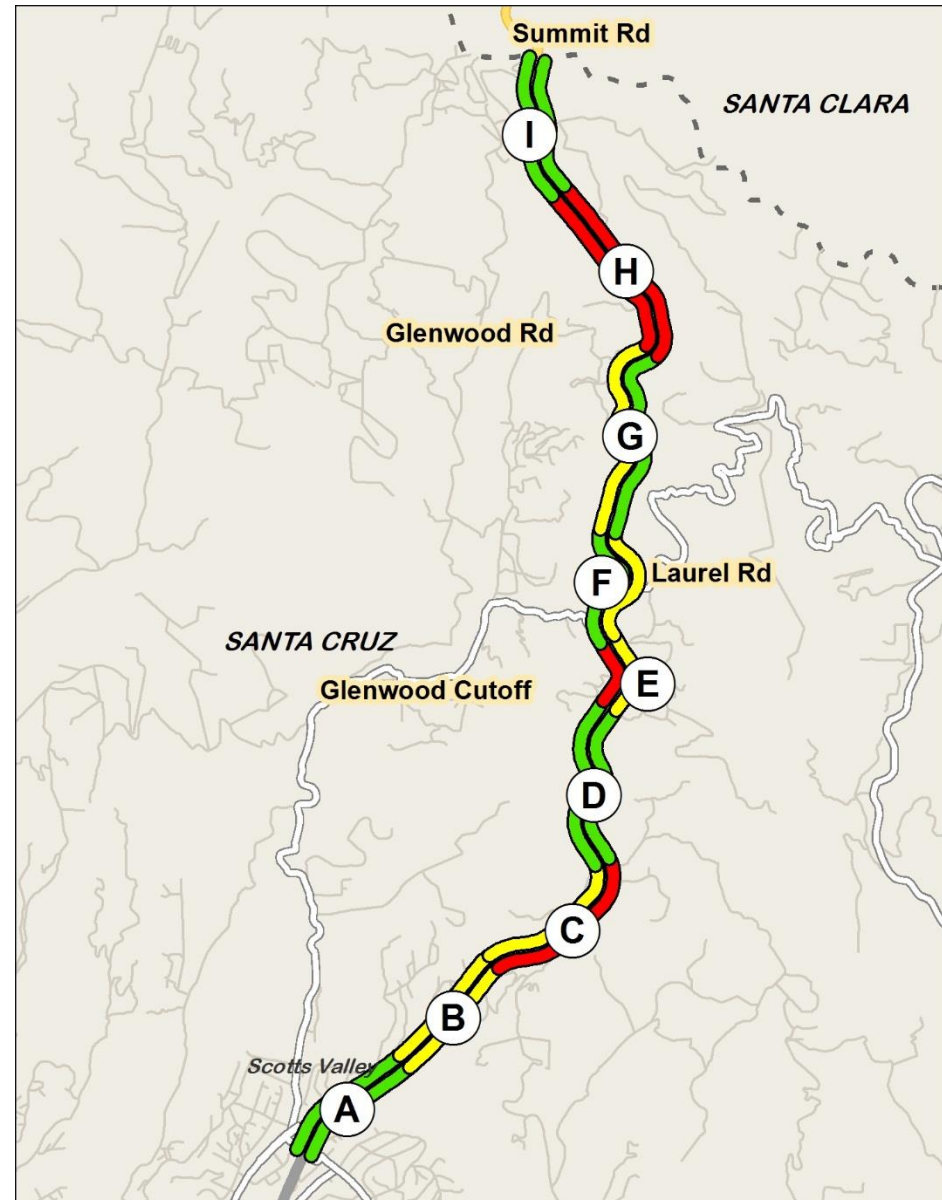 Summit Rd
SANTA CLARA
I
H
Glenwood Rd
G
F
Laurel Rd
SANTA CRUZ
E
Glenwood Cutoff
D
C
B
Scotts Valley
A